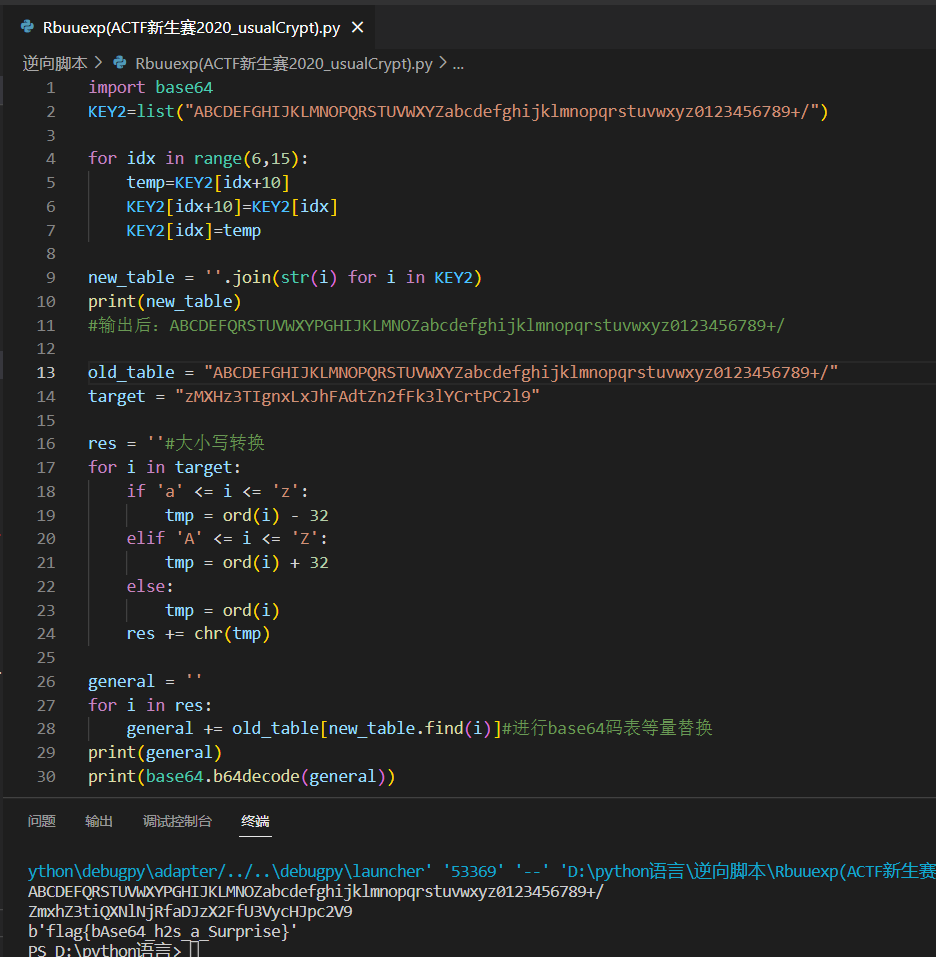 Rbuuexp(ACTF新生赛2020_usualCrypt).py ×
逆向脚本 > Rbuuexp(ACTF新生赛2020_usualCrypt).py > ...
1 import base64
2 KEY2=list("ABCDEFGHIJKLMNOPQRSTUVWXYZabcdefghijklmnopqrstuvwxyz0123456789+/")
3
4 for idx in range(6,15):
5     temp=KEY2[idx+10]
6     KEY2[idx+10]=KEY2[idx]
7     KEY2[idx]=temp
8
9 new_table = ''.join(str(i) for i in KEY2)
10 print(new_table)
11 #输出后：ABCDEFQRSTUVWXYPGHIJKLMNOZabcdefghijklmnopqrstuvwxyz0123456789+/
12
13 old_table = "ABCDEFGHIJKLMNOPQRSTUVWXYZabcdefghijklmnopqrstuvwxyz0123456789+/"
14 target = "zMXHz3TIgnxLxJhFAdtZn2fFk3lYCrtPC2l9"
15
16 res = ''#大小写转换
17 for i in target:
18     if 'a' <= i <= 'z':
19         tmp = ord(i) - 32
20     elif 'A' <= i <= 'Z':
21         tmp = ord(i) + 32
22     else:
23         tmp = ord(i)
24     res += chr(tmp)
25
26 general = ''
27 for i in res:
28     general += old_table[new_table.find(i)]#进行base64码表等量替换
29 print(general)
30 print(base64.b64decode(general))
问题 输出 调试控制台 终端
ython\debugpy\adapter/../..\debugpy\launcher' '53369' '--' 'D:\python语言\逆向脚本\Rbuuexp(ACTF新生赛
ABCDEFQRSTUVWXYPGHIJKLMNOZabcdefghijklmnopqrstuvwxyz0123456789+/
ZmxhZ3tiQXNlNjRfaDJzX2FfU3VycHJpc2V9
b'flag{bAse64_h2s_a_Surprise}'
PS D:\python语言>